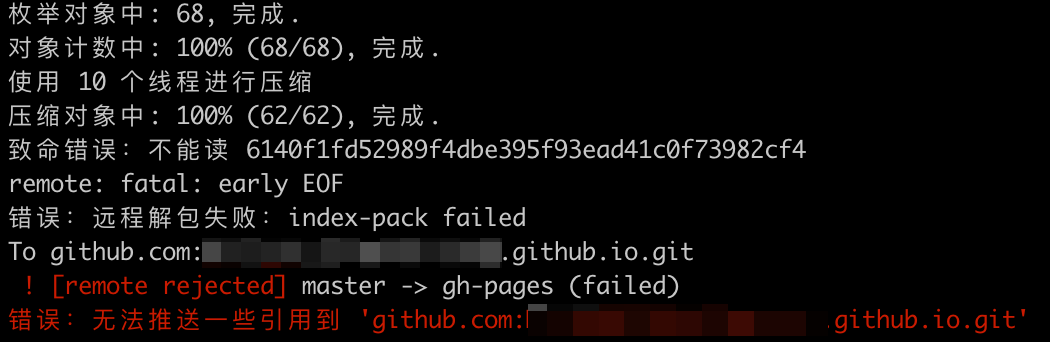 枚举对象中: 68, 完成.
对象计数中: 100% (68/68), 完成.
使用 10 个线程进行压缩
压缩对象中: 100% (62/62), 完成.
致命错误：不能读 6140f1fd52989f4dbe395f93ead41c0f73982cf4
remote: fatal: early EOF
错误：远程解包失败：index-pack failed
To github.com:.github.io.git
! [remote rejected] master -> gh-pages (failed)
错误：无法推送一些引用到 'github.com:.github.io.git'